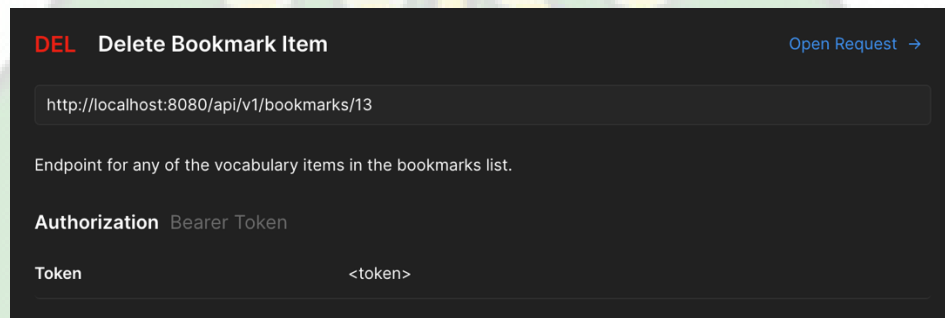 DEL Delete Bookmark Item Open Request →
http://localhost:8080/api/v1/bookmarks/13
Endpoint for any of the vocabulary items in the bookmarks list.
Authorization Bearer Token
Token <token>